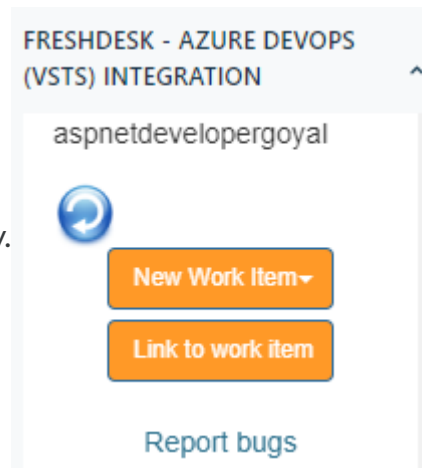 FRESHDESK - AZURE DEVOPS
(VSTS) INTEGRATION
aspnetdevelopergoyal
New Work Item
Link to work item
Report bugs